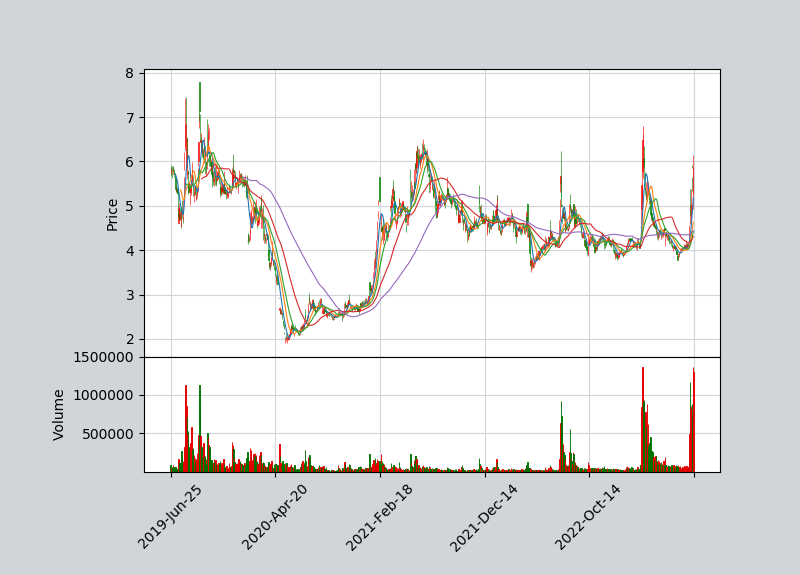 8
7
6
5
4
3
2
Price
1500000
1000000
500000
Volume
2019-Jun-25
2020-Apr-20
2021-Feb-18
2021-Dec-14
2022-Oct-14